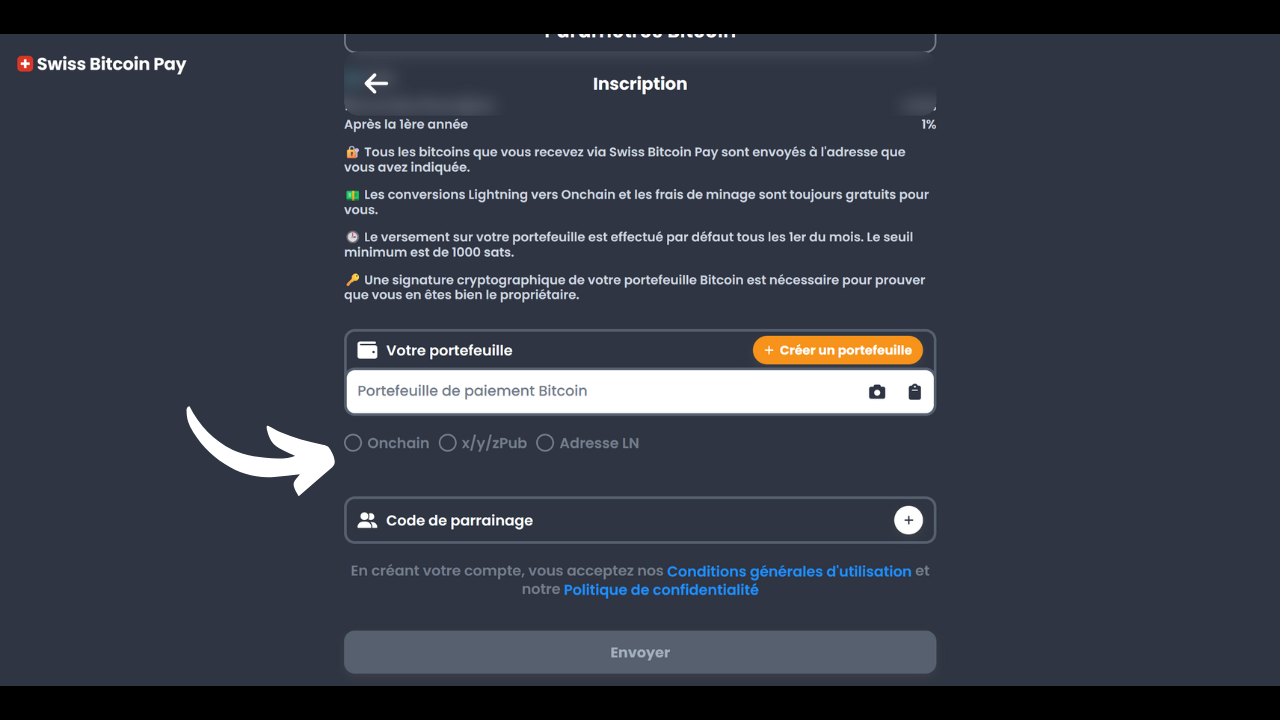 Paramètres Bitcoin
Swiss Bitcoin Pay
Inscription
Après la 1ère année 1%
Tous les bitcoins que vous recevez via Swiss Bitcoin Pay sont envoyés à l'adresse que
vous avez indiquée.
Les conversions Lightning vers Onchain et les frais de minage sont toujours gratuits pour
vous.
Le versement sur votre portefeuille est effectué par défaut tous les 1er du mois. Le seuil
minimum est de 1000 sats.
Une signature cryptographique de votre portefeuille Bitcoin est nécessaire pour prouver
que vous en êtes bien le propriétaire.
Votre portefeuille + Créer un portefeuille
Portefeuille de paiement Bitcoin
Onchain x/y/zPub Adresse LN
Code de parrainage +
En créant votre compte, vous acceptez nos Conditions générales d'utilisation et
notre Politique de confidentialité
Envoyer